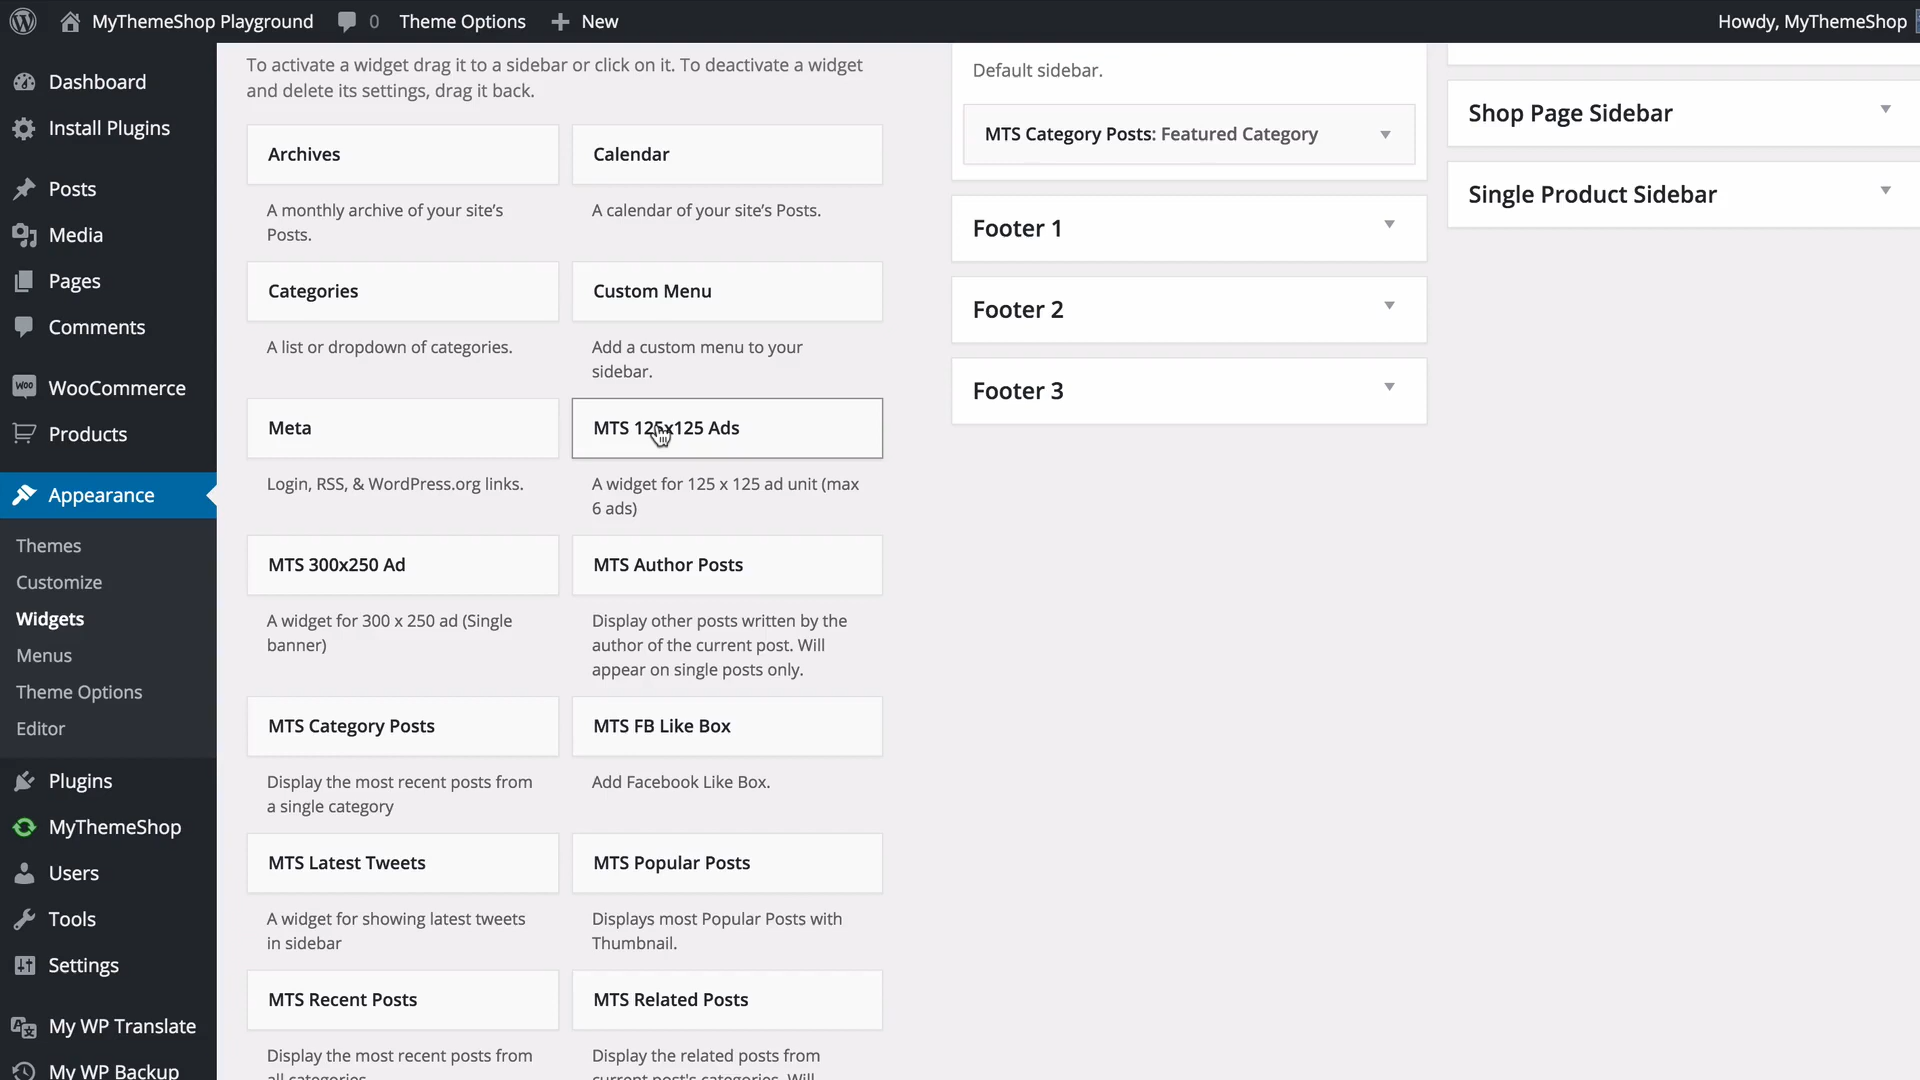 MyThemeShop Playground
0
Theme Options
New
Howdy, MyThemeShop
Dashboard
Install Plugins
Posts
Media
Pages
Comments
WooCommerce
Products
Appearance
Themes
Customize
Widgets
Menus
Theme Options
Editor
Plugins
MyThemeShop
Users
Tools
Settings
My WP Translate
My WP Backup
To activate a widget drag it to a sidebar or click on it. To deactivate a widget
and delete its settings, drag it back.
Archives
A monthly archive of your site’s
Posts.
Calendar
A calendar of your site’s Posts.
Categories
A list or dropdown of categories.
Custom Menu
Add a custom menu to your
sidebar.
Meta
Login, RSS, & WordPress.org links.
MTS 125x125 Ads
A widget for 125 x 125 ad unit (max
6 ads)
MTS 300x250 Ad
A widget for 300 x 250 ad (Single
banner)
MTS Author Posts
Display other posts written by the
author of the current post. Will
appear on single posts only.
MTS Category Posts
Display the most recent posts from
a single category
MTS FB Like Box
Add Facebook Like Box.
MTS Latest Tweets
A widget for showing latest tweets
in sidebar
MTS Popular Posts
Displays most Popular Posts with
Thumbnail.
MTS Recent Posts
Display the most recent posts from
all categories
MTS Related Posts
Display the related posts from
current post's categories. Will
Default sidebar.
MTS Category Posts: Featured Category
Footer 1
Footer 2
Footer 3
Shop Page Sidebar
Single Product Sidebar